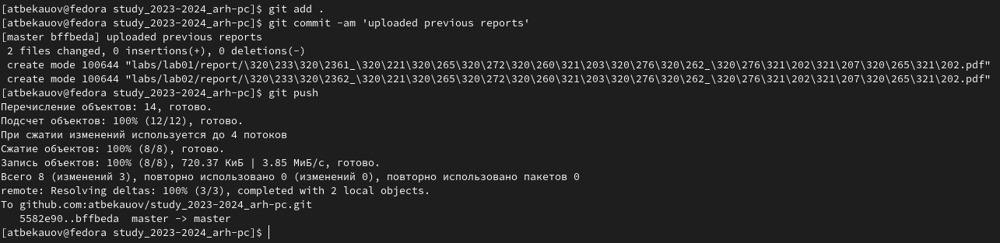 [atbekauov@fedora study_2023-2024_arh-pc]$ git add .
[atbekauov@fedora study_2023-2024_arh-pc]$ git commit -am 'uploaded previous reports'
[master bffbeda] uploaded previous reports
 2 files changed, 0 insertions(+), 0 deletions(-)
 create mode 100644 "labs/lab01/report/\320\233\320\2361_\320\221\320\265\320\272\320\260\321\203\320\276\320\262_\320\276\321\202\321\207\320\265\321\202.pdf"
 create mode 100644 "labs/lab02/report/\320\233\320\2362_\320\221\320\265\320\272\320\260\321\203\320\276\320\262_\320\276\321\202\321\207\320\265\321\202.pdf"
[atbekauov@fedora study_2023-2024_arh-pc]$ git push
Перечисление объектов: 14, готово.
Подсчет объектов: 100% (12/12), готово.
При сжатии изменений используется до 4 потоков
Сжатие объектов: 100% (8/8), готово.
Запись объектов: 100% (8/8), 720.37 КиБ | 3.85 МиБ/с, готово.
Всего 8 (изменений 3), повторно использовано 0 (изменений 0), повторно использовано пакетов 0
remote: Resolving deltas: 100% (3/3), completed with 2 local objects.
To github.com:atbekauov/study_2023-2024_arh-pc.git
   5582e90..bffbeda  master -> master
[atbekauov@fedora study_2023-2024_arh-pc]$